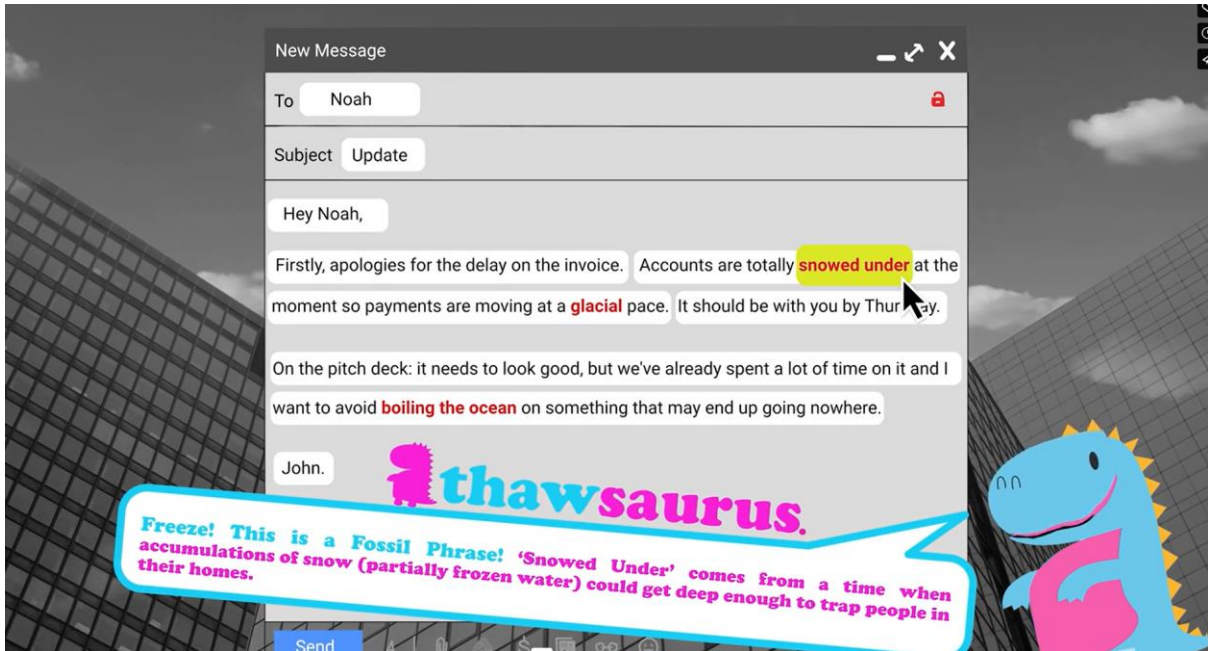 New Message
To Noah
Subject Update
Hey Noah,
Firstly, apologies for the delay on the invoice. Accounts are totally snowed under at the
moment so payments are moving at a glacial pace. It should be with you by
On the pitch deck: it needs to look good, but we've already spent a lot of time on it and I
want to avoid boiling the ocean on something that may end up going nowhere.
John.
thawsaurus.
Freeze! This is a Fossil Phrase! 'Snowed Under' comes from a time when
accumulations of snow (partially frozen water) could get deep enough to trap people in
their homes.
Send